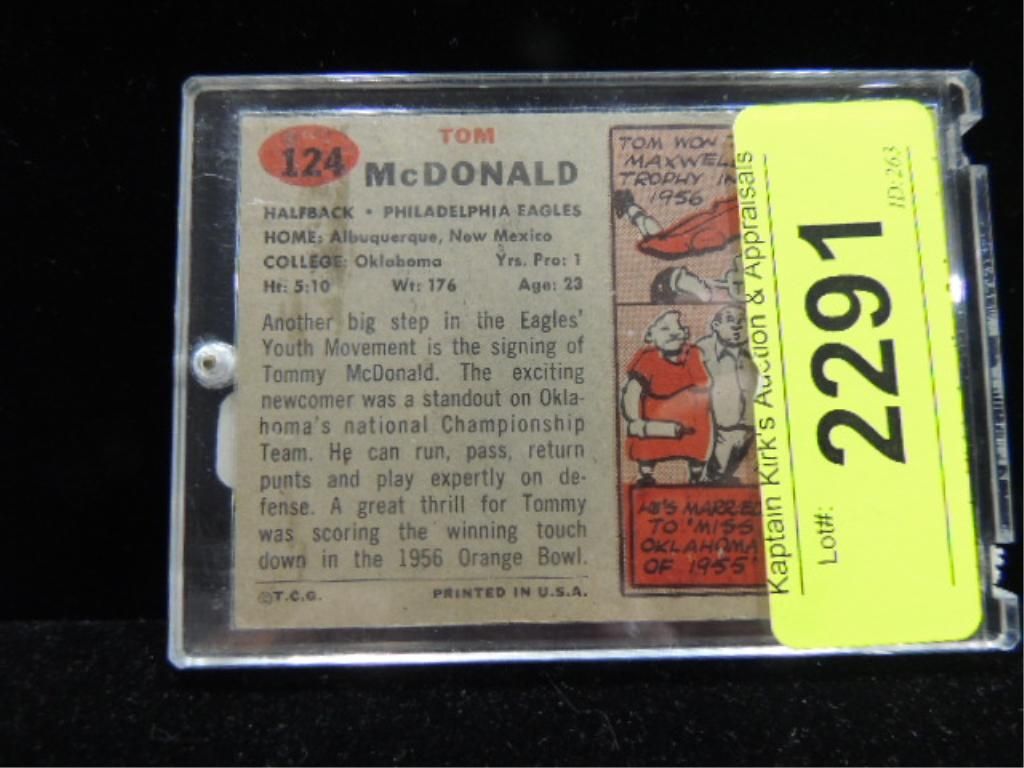 124
TOM
McDONALD
HALFBACK • PHILADELPHIA EAGLES
HOME: Albuquerque, New Mexico
COLLEGE: Oklahoma Yrs. Pro: 1
Ht: 5:10 Wt: 176 Age: 23
Another big step in the Eagles'
Youth Movement is the signing of
Tommy McDonald. The exciting
newcomer was a standout on Okla-
homa's national Championship
Team. He can run, pass, return
punts and play expertly on de-
fense. A great thrill for Tommy
was scoring the winning touch
down in the 1956 Orange Bowl.
©T.C.G. PRINTED IN U.S.A.
TOM WON
MAXWELL
TROPHY IN
1956
HE'S MARRIED
TO "MISS
OKLAHOMA
OF 1955"
Kaptain Kirk's Auction & Appraisals
Lot#: 2291
ID:263